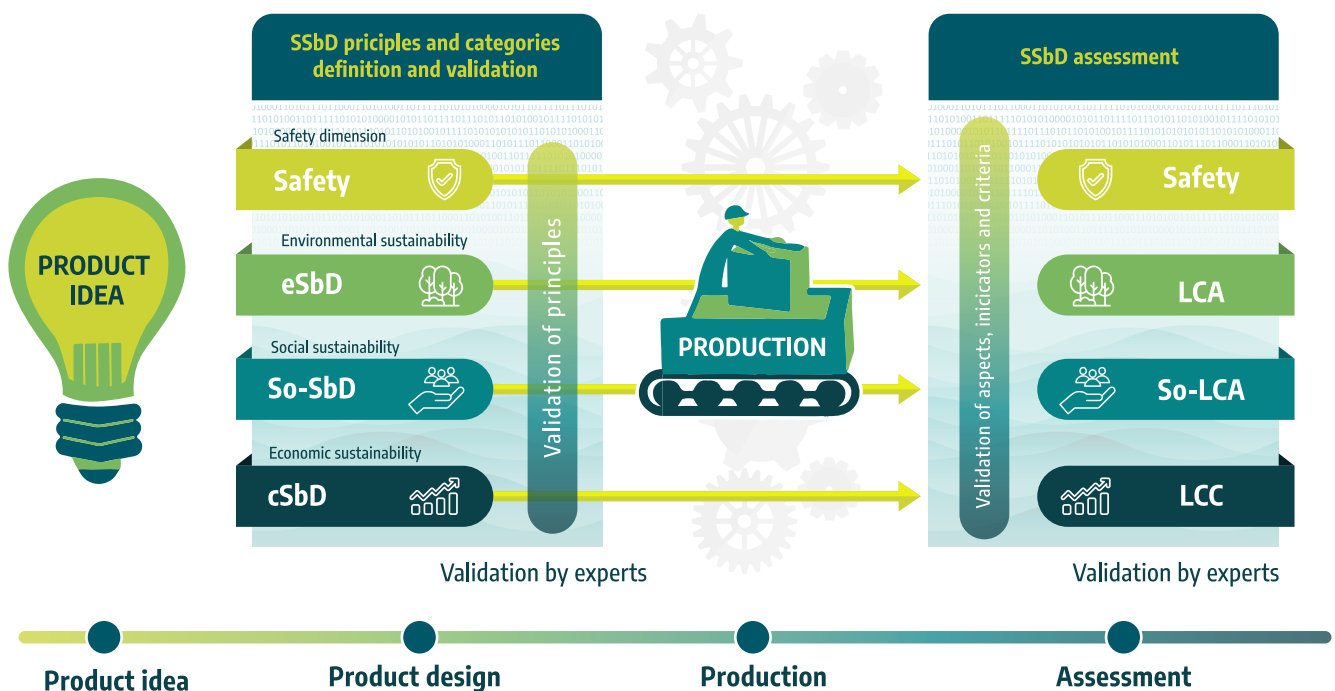 SSbD priciples and categories
definition and validation
SSbD assessment
Safety dimension
Safety
Safety
Environmental sustainability
eSbD
LCA
PRODUCT
IDEA
Social sustainability
So-SbD
So-LCA
Economic sustainability
cSbD
LCC
Validation of principles
PRODUCTION
Validation of aspects, inicicators and criteria
Validation by experts
Validation by experts
Product idea
Product design
Production
Assessment